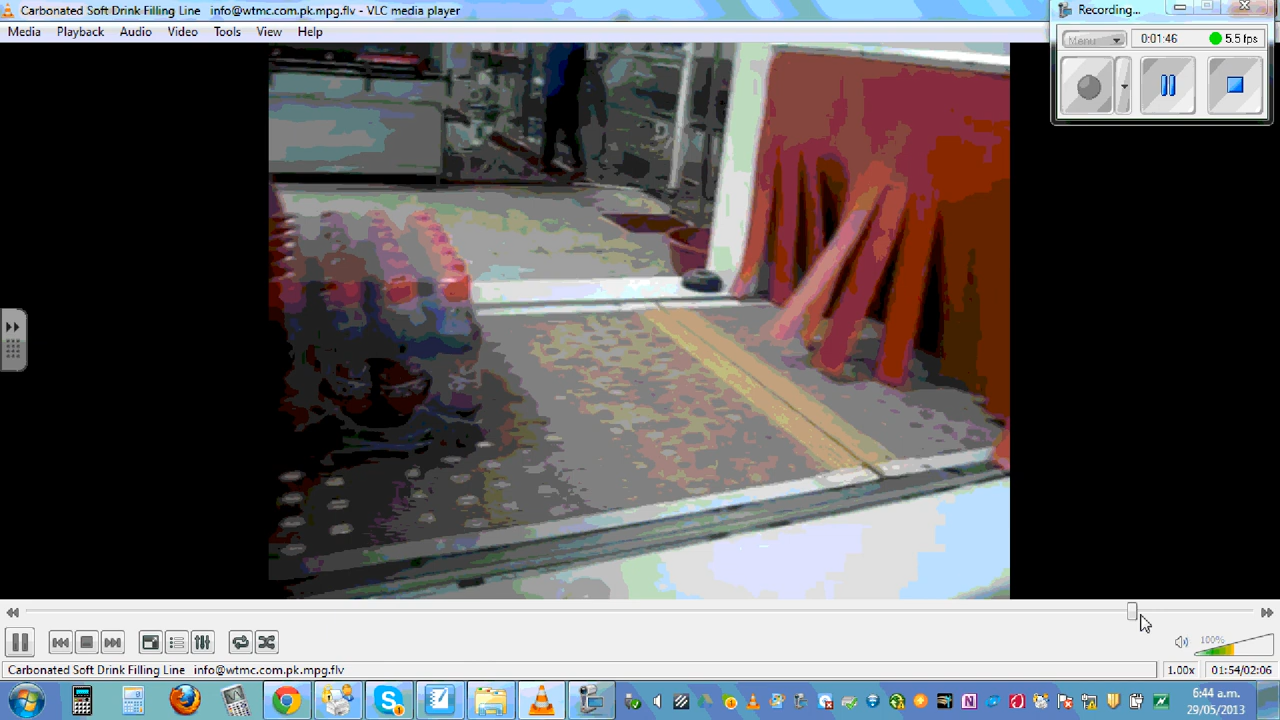 Carbonated Soft Drink Filling Line   info@wtmc.com.pk.mpg.flv - VLC media player
Recording...
Media Playback Audio Video Tools View Help
Menu 0:01:46 5.5 fps
100%
Carbonated Soft Drink Filling Line   info@wtmc.com.pk.mpg.flv 1.00x 01:54/02:06
6:44 a.m.
29/05/2013